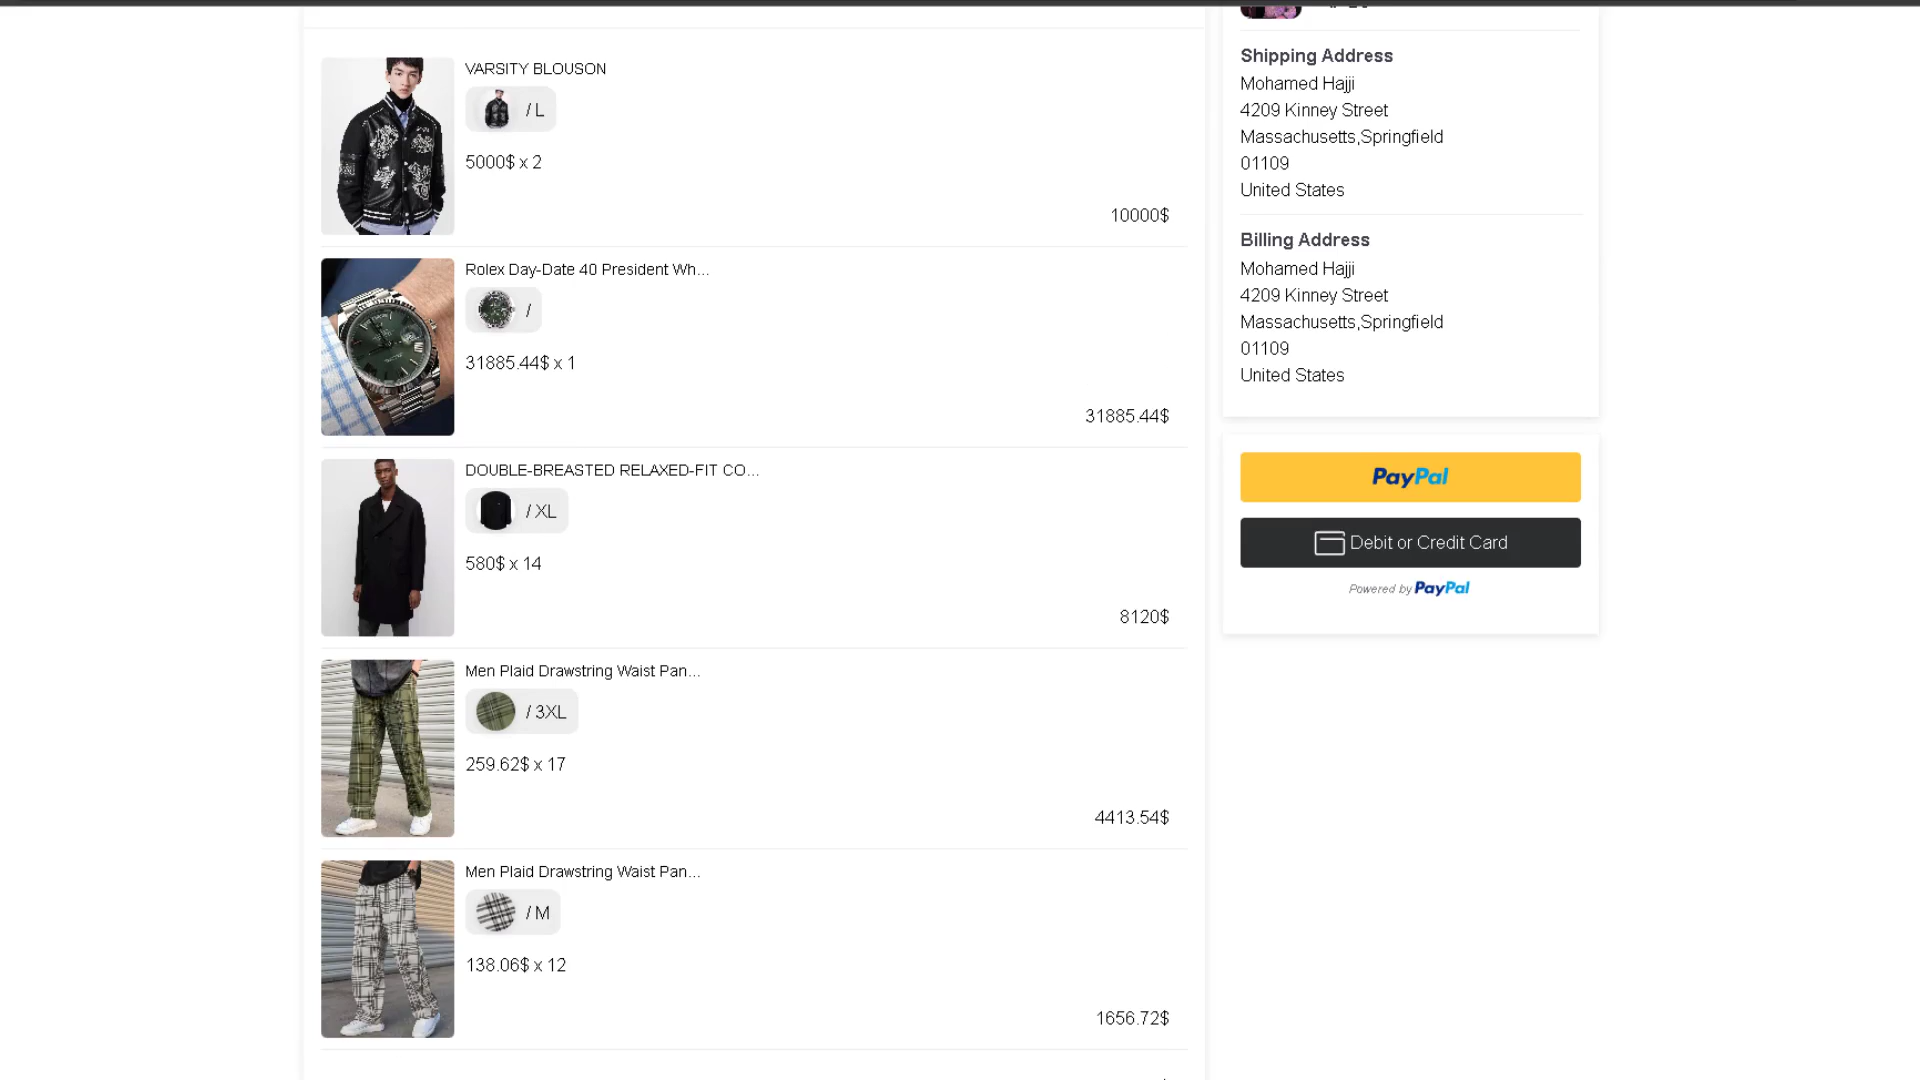 VARSITY BLOUSON
/ L
5000$ x 2
10000$
Rolex Day-Date 40 President Wh...
/
31885.44$ x 1
31885.44$
DOUBLE-BREASTED RELAXED-FIT CO...
/ XL
580$ x 14
8120$
Men Plaid Drawstring Waist Pan...
/ 3XL
259.62$ x 17
4413.54$
Men Plaid Drawstring Waist Pan...
/ M
138.06$ x 12
1656.72$
Shipping Address
Mohamed Hajji
4209 Kinney Street
Massachusetts,Springfield
01109
United States
Billing Address
Mohamed Hajji
4209 Kinney Street
Massachusetts,Springfield
01109
United States
PayPal
Debit or Credit Card
Powered by PayPal